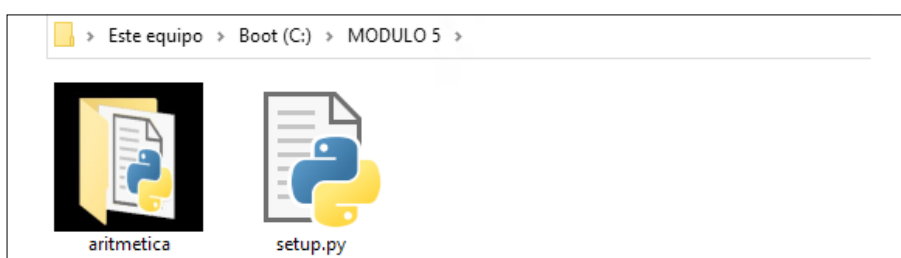 Este equipo > Boot (C:) > MODULO 5 >
aritmetica setup.py